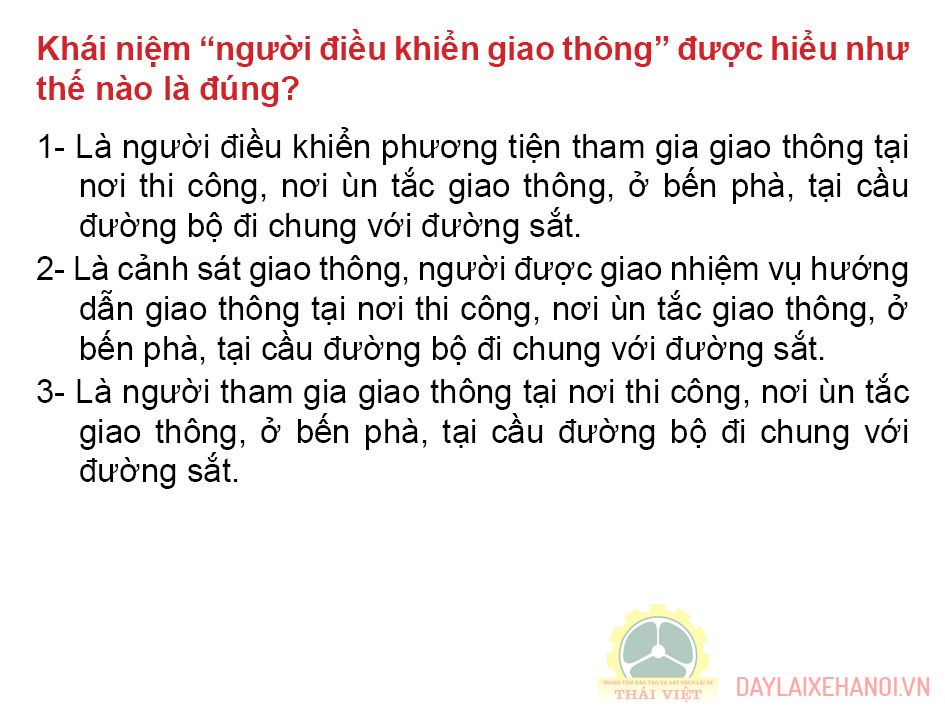 Khái niệm “người điều khiển giao thông” được hiểu như
thế nào là đúng?
1- Là người điều khiển phương tiện tham gia giao thông tại
nơi thi công, nơi ùn tắc giao thông, ở bến phà, tại cầu
đường bộ đi chung với đường sắt.
2- Là cảnh sát giao thông, người được giao nhiệm vụ hướng
dẫn giao thông tại nơi thi công, nơi ùn tắc giao thông, ở
bến phà, tại cầu đường bộ đi chung với đường sắt.
3- Là người tham gia giao thông tại nơi thi công, nơi ùn tắc
giao thông, ở bến phà, tại cầu đường bộ đi chung với
đường sắt.
TRUNG TÂM ĐÀO TẠO VÀ SÁT HẠCH LÁI XE
THÁI VIỆT
DAYLAIXEHANOI.VN